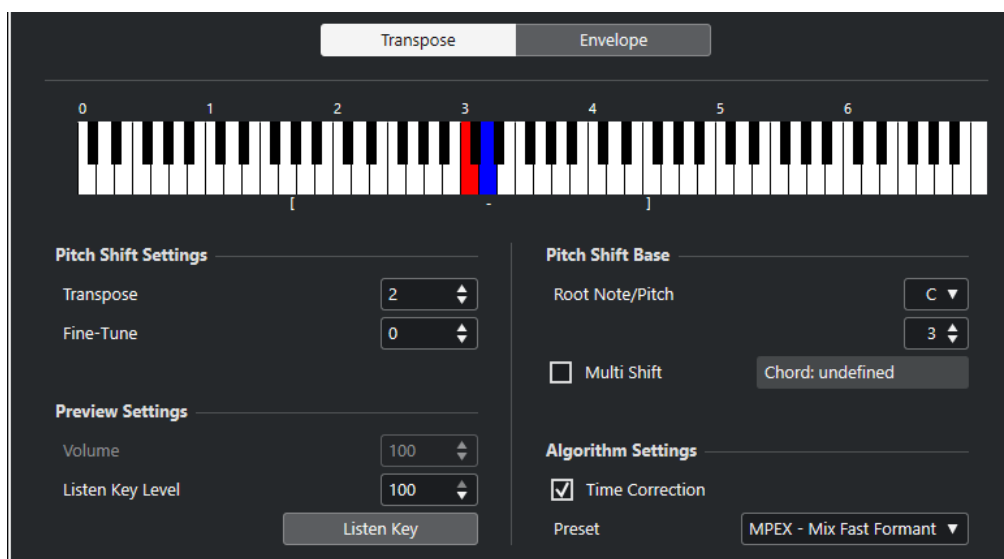 Transpose Envelope
0 1 2 3 4 5 6
[ - ]
Pitch Shift Settings
Transpose 2
Fine-Tune 0
Pitch Shift Base
Root Note/Pitch C
3
Multi Shift Chord: undefined
Preview Settings
Volume 100
Listen Key Level 100
Listen Key
Algorithm Settings
Time Correction
Preset MPEX - Mix Fast Formant